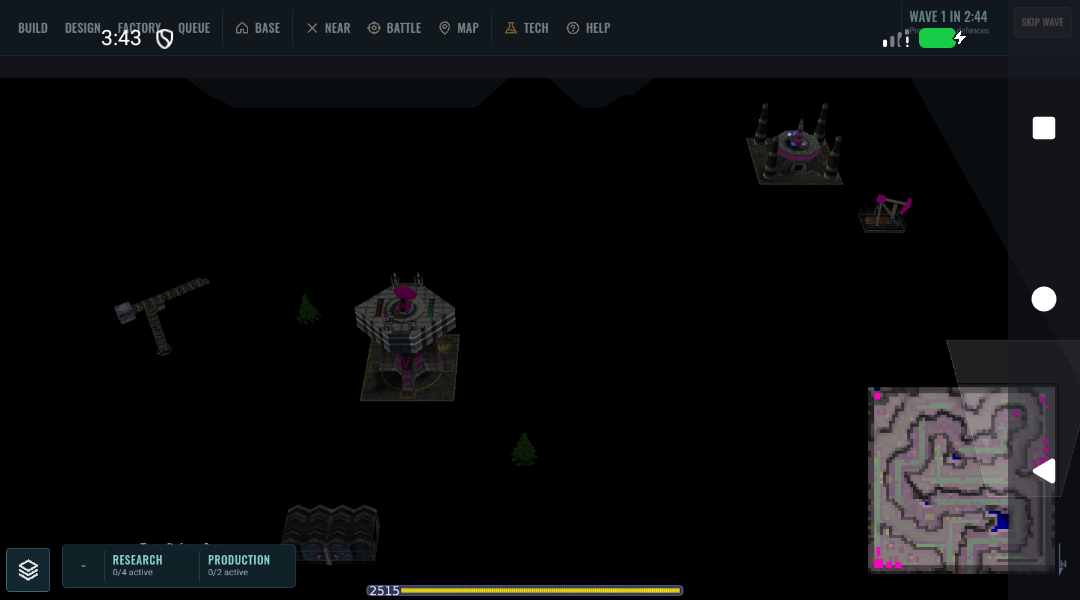 BUILD DESIGN FACTORY QUEUE BASE NEAR BATTLE MAP TECH HELP
WAVE 1 IN 2:44
SKIP WAVE
3:43
RESEARCH
0/4 active
PRODUCTION
0/2 active
-
2515